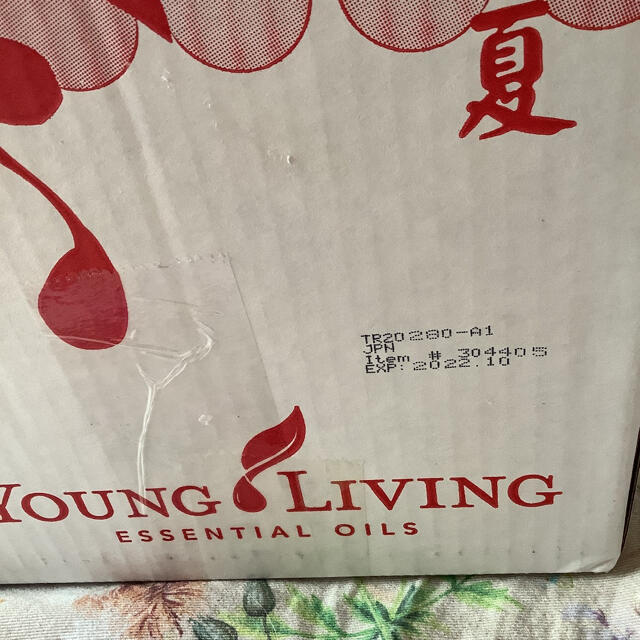 夏
TR20280-A1
JPN
Item # 304405
EXP: 2022.10
YOUNG LIVING
ESSENTIAL OILS